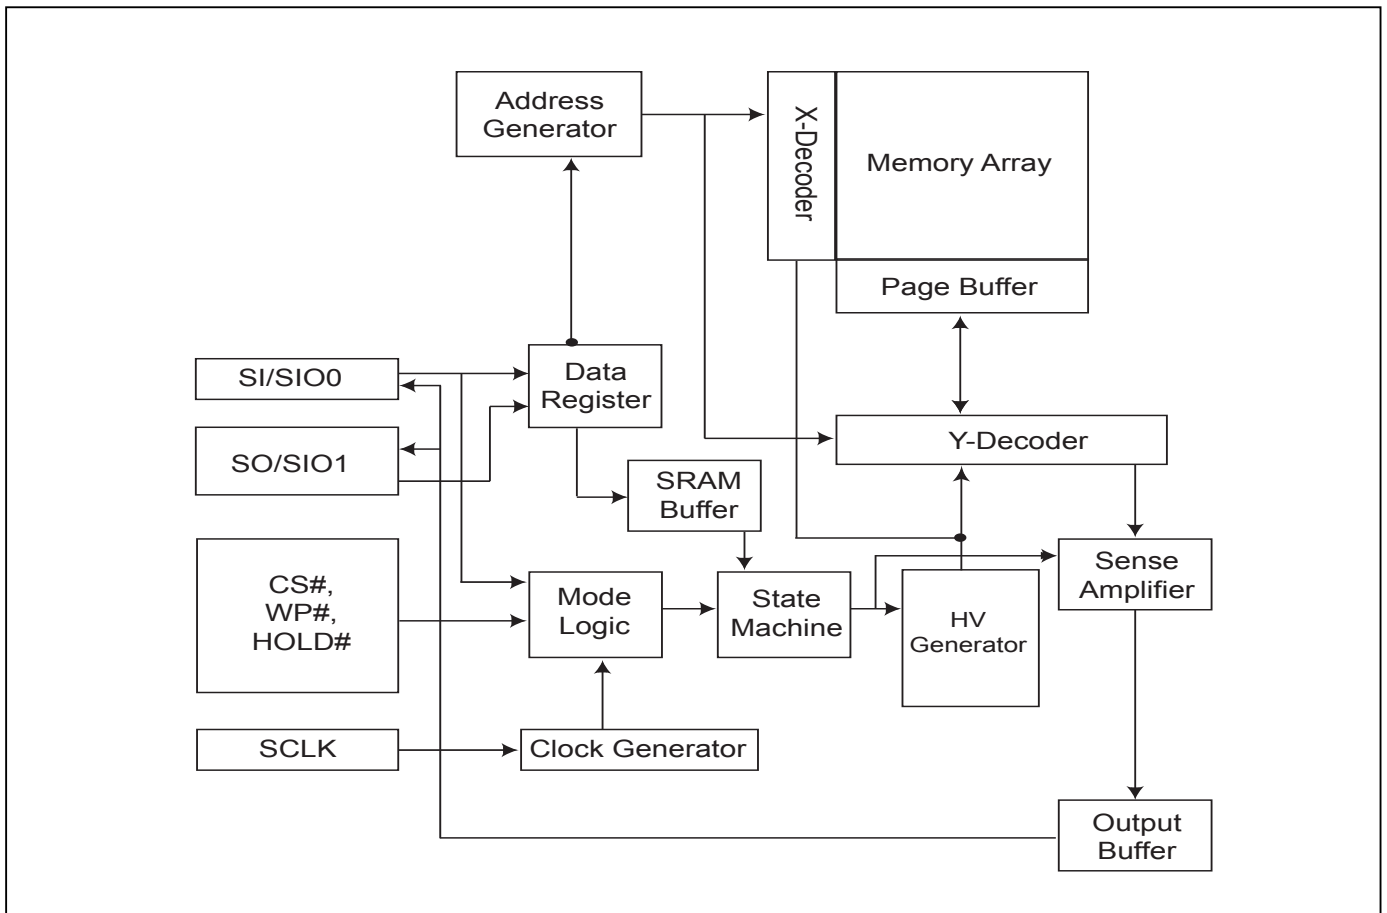 Address
Generator
X-Decoder
Memory Array
Page Buffer
SI/SIO0
Data
Register
SO/SIO1
Y-Decoder
SRAM
Buffer
CS#,
WP#,
HOLD#
Mode
Logic
State
Machine
HV
Generator
Sense
Amplifier
SCLK
Clock Generator
Output
Buffer